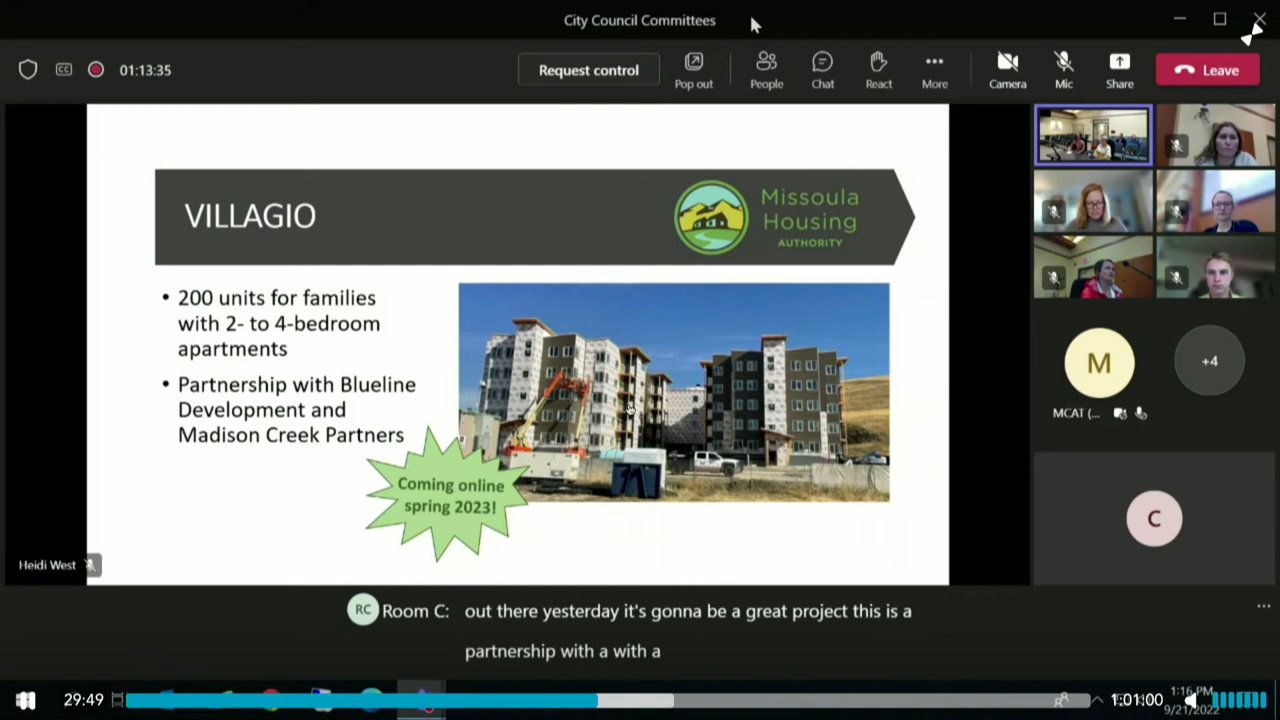 City Council Committees
CC
01:13:35
Request control
Pop out
People
Chat
React
More
Camera
Mic
Share
Leave
VILLAGIO
Missoula
Housing
AUTHORITY
• 200 units for families
with 2- to 4-bedroom
apartments
• Partnership with Blueline
Development and
Madison Creek Partners
Coming online
spring 2023!
M
+4
MCAT (...
C
Heidi West
RC Room C: out there yesterday it's gonna be a great project this is a
partnership with a with a
29:49
1:01:00
1:16 PM
9/21/2022